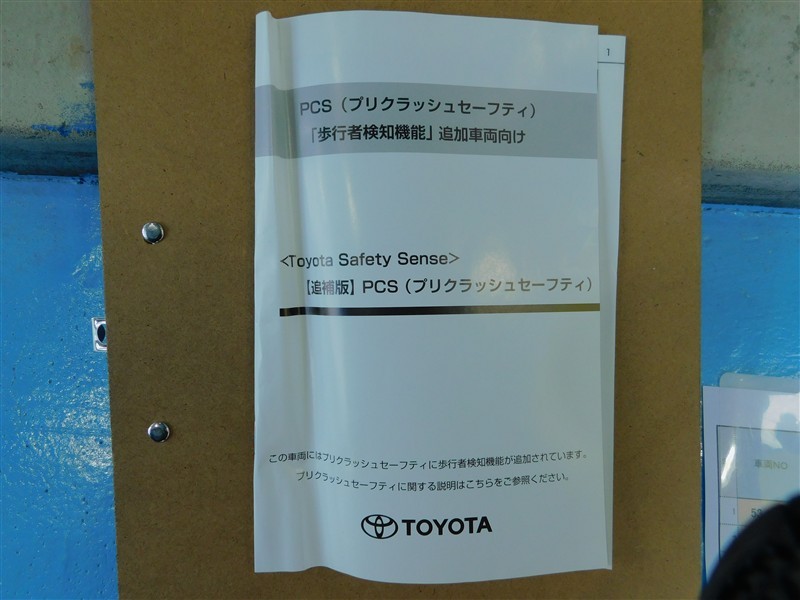 1
PCS（プリクラッシュセーフティ）
「歩行者検知機能」追加車両向け
<Toyota Safety Sense>
【追補版】PCS（プリクラッシュセーフティ）
この車両にはプリクラッシュセーフティに歩行者検知機能が追加されています。
プリクラッシュセーフティに関する説明はこちらをご参照ください。
TOYOTA